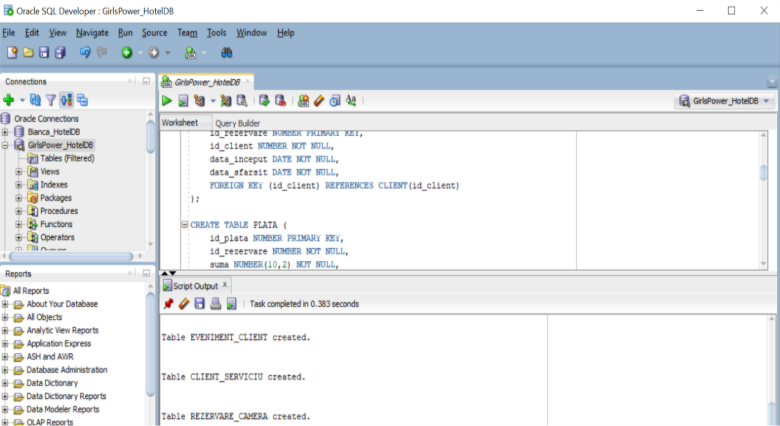 Oracle SQL Developer : GirlsPower_HotelDB
File Edit View Navigate Run Source Team Tools Window Help
Connections
Oracle Connections
Bianca_HotelDB
GirlsPower_HotelDB
Tables (Filtered)
Views
Indexes
Packages
Procedures
Functions
Operators
Queues
Reports
All Reports
About Your Database
All Objects
Analytic View Reports
Application Express
ASH and AWR
Database Administration
Data Dictionary
Data Dictionary Reports
Data Modeler Reports
OLAP Reports
GirlsPower_HotelDB
GirlsPower_HotelDB
Worksheet Query Builder
id_rezervare NUMBER PRIMARY KEY,
id_client NUMBER NOT NULL,
data_inceput DATE NOT NULL,
data_sfarsit DATE NOT NULL,
FOREIGN KEY (id_client) REFERENCES CLIENT(id_client)
);
CREATE TABLE PLATA (
id_plata NUMBER PRIMARY KEY,
id_rezervare NUMBER NOT NULL,
suma NUMBER(10,2) NOT NULL,
Script Output x
Task completed in 0.383 seconds
Table EVENIMENT_CLIENT created.
Table CLIENT_SERVICIU created.
Table REZERVARE_CAMERA created.